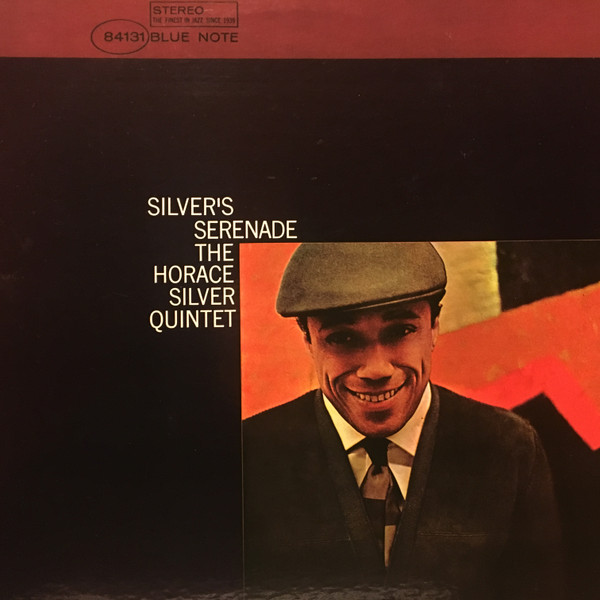 STEREO
THE FINEST IN JAZZ SINCE 1939
84131 BLUE NOTE
SILVER'S
SERENADE
THE
HORACE
SILVER
QUINTET